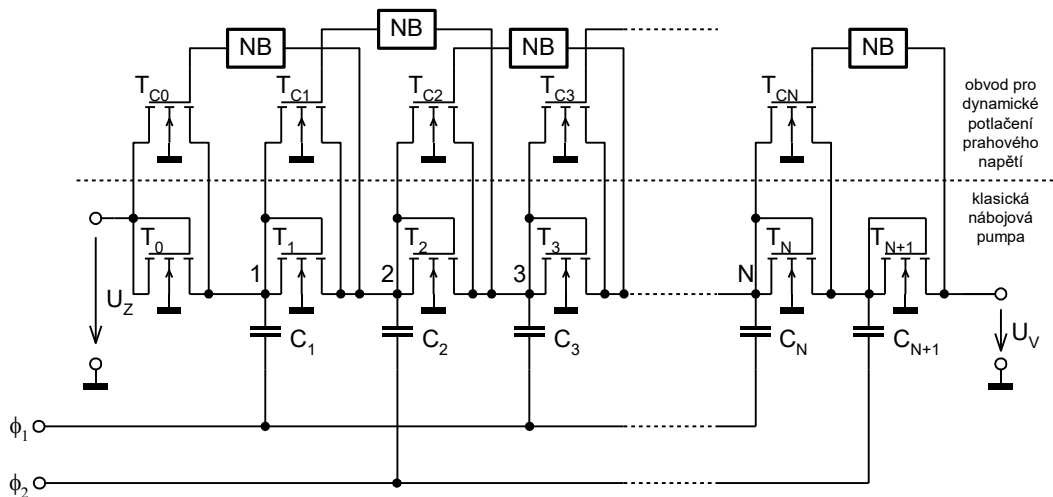 NB
NB
NB
NB
T_C0
T_C1
T_C2
T_C3
T_CN
obvod pro
dynamické
potlačení
prahového
napětí
klasická
nábojová
pumpa
T_0
T_1
T_2
T_3
T_N
T_N+1
1
2
3
N
U_Z
C_1
C_2
C_3
C_N
C_N+1
U_V
ϕ_1
ϕ_2